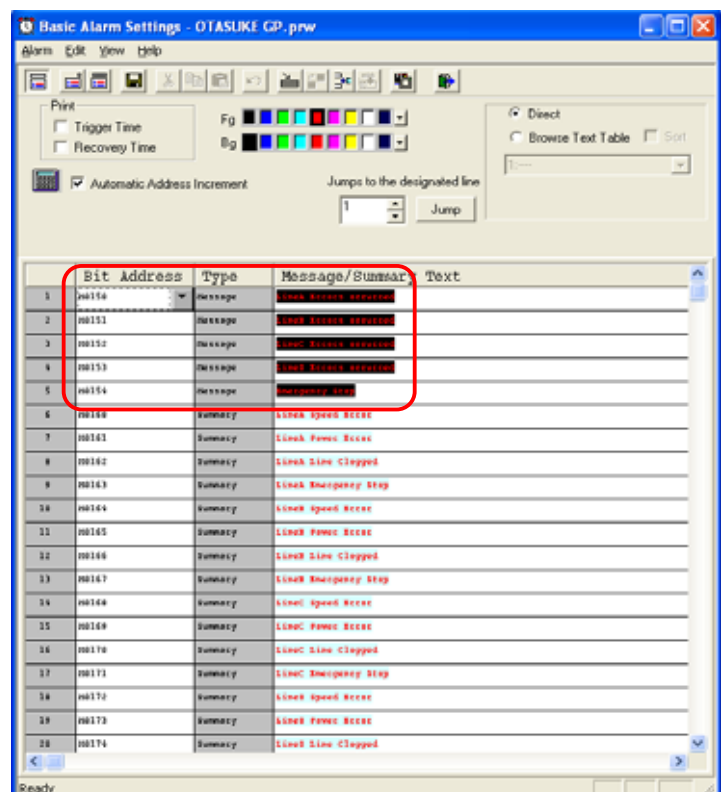 Basic Alarm Settings - OTASUKE GP.prw
Alarm Edit View Help
Print
Trigger Time
Recovery Time
Fg
Bg
Direct
Browse Text Table Sort
1:---
Automatic Address Increment
Jumps to the designated line
1 Jump
Bit Address Type Message/Summary Text
1 M0150 Message LineA Errors occurred
2 M0151 Message LineB Errors occurred
3 M0152 Message LineC Errors occurred
4 M0153 Message LineD Errors occurred
5 M0154 Message Emergency Stop
6 M0160 Summary LineA Speed Error
7 M0161 Summary LineA Power Error
8 M0162 Summary LineA Line Clogged
9 M0163 Summary LineA Emergency Stop
10 M0164 Summary LineB Speed Error
11 M0165 Summary LineB Power Error
12 M0166 Summary LineB Line Clogged
13 M0167 Summary LineB Emergency Stop
14 M0168 Summary LineC Speed Error
15 M0169 Summary LineC Power Error
16 M0170 Summary LineC Line Clogged
17 M0171 Summary LineC Emergency Stop
18 M0172 Summary LineD Speed Error
19 M0173 Summary LineD Power Error
20 M0174 Summary LineD Line Clogged
Ready